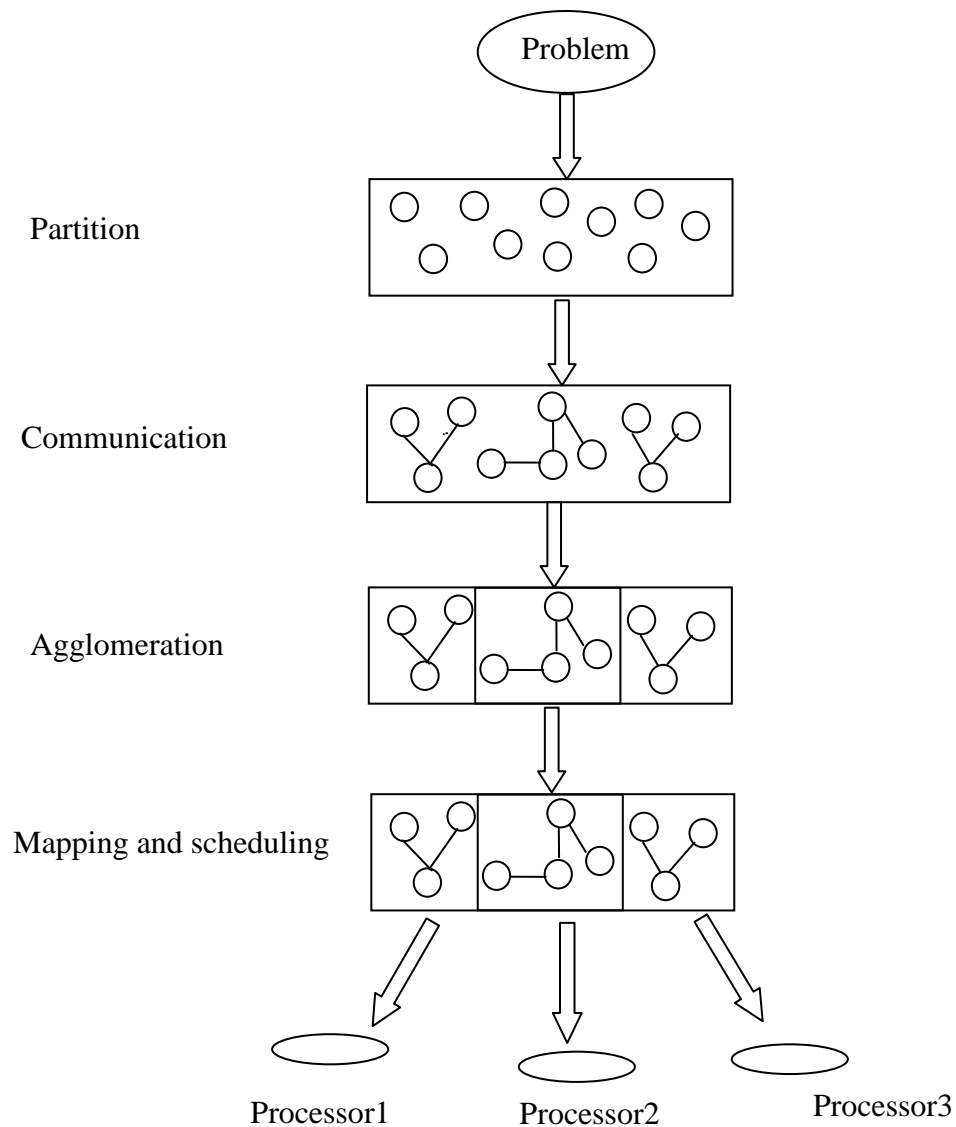 Problem
Partition
Communication
Agglomeration
Mapping and scheduling
Processor1
Processor2
Processor3